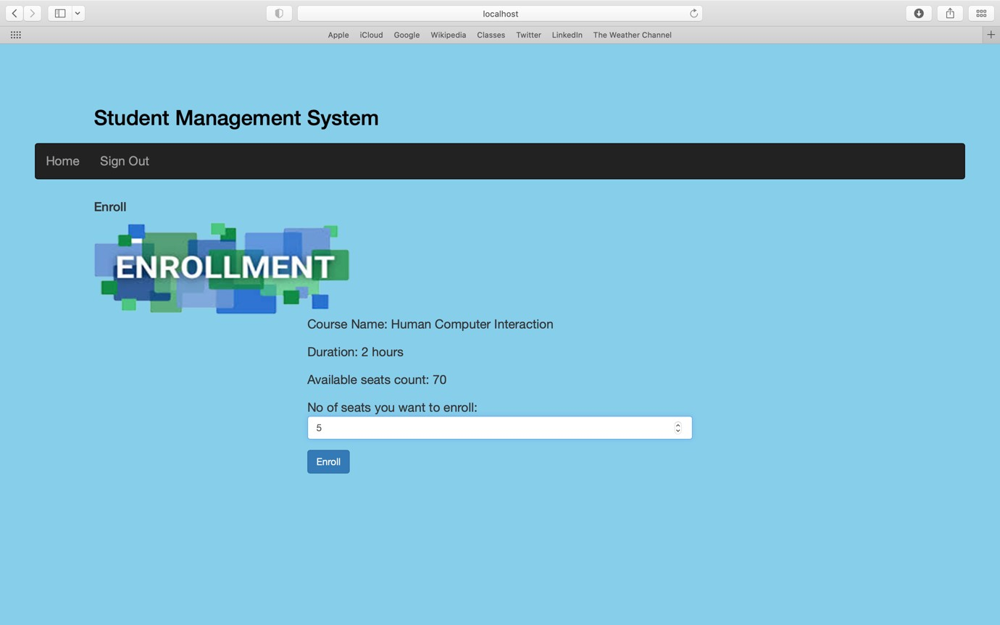 localhost
Apple iCloud Google Wikipedia Classes Twitter LinkedIn The Weather Channel
Student Management System
Home Sign Out
Enroll
ENROLLMENT
Course Name: Human Computer Interaction
Duration: 2 hours
Available seats count: 70
No of seats you want to enroll:
5
Enroll